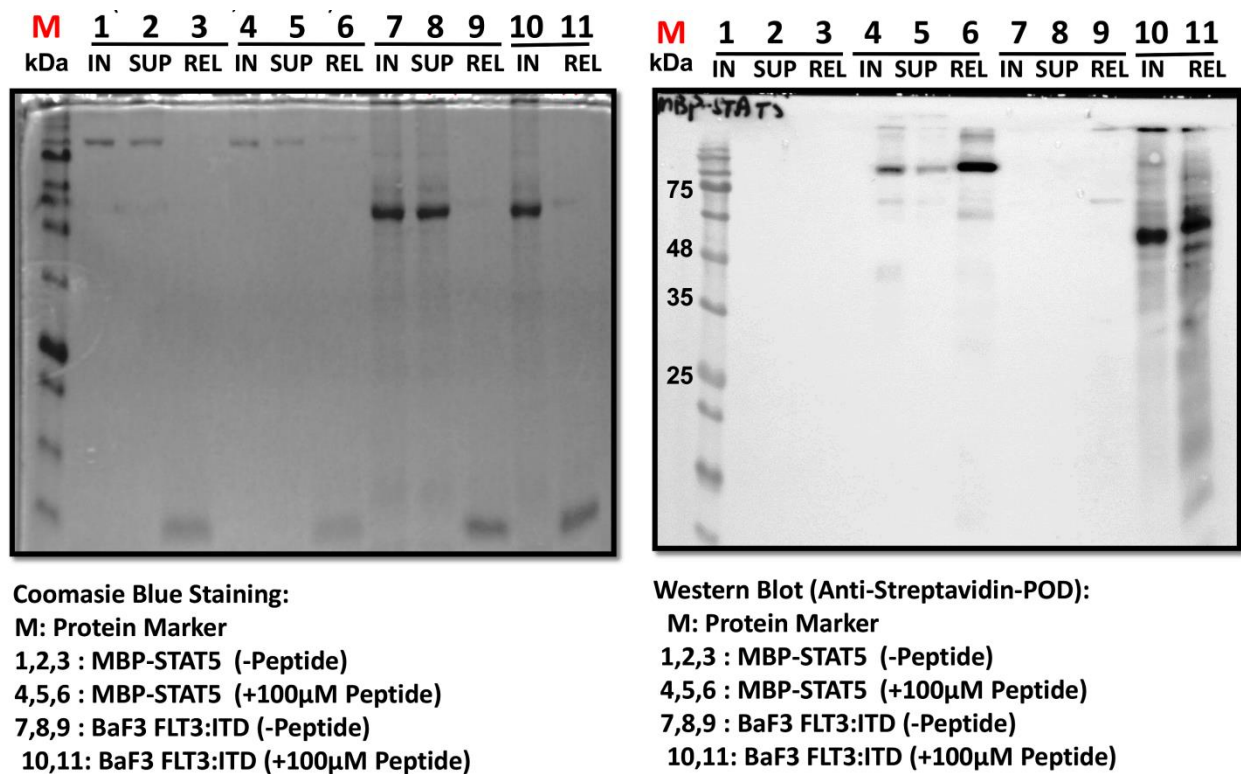 M 1 2 3 4 5 6 7 8 9 10 11
kDa IN SUP REL IN SUP REL IN SUP REL IN REL
Coomasie Blue Staining:
M: Protein Marker
1,2,3 : MBP-STAT5 (-Peptide)
4,5,6 : MBP-STAT5 (+100µM Peptide)
7,8,9 : BaF3 FLT3:ITD (-Peptide)
10,11: BaF3 FLT3:ITD (+100µM Peptide)
M 1 2 3 4 5 6 7 8 9 10 11
kDa IN SUP REL IN SUP REL IN SUP REL IN REL
MBP-STAT5
75
48
35
25
Western Blot (Anti-Streptavidin-POD):
M: Protein Marker
1,2,3 : MBP-STAT5 (-Peptide)
4,5,6 : MBP-STAT5 (+100µM Peptide)
7,8,9 : BaF3 FLT3:ITD (-Peptide)
10,11: BaF3 FLT3:ITD (+100µM Peptide)